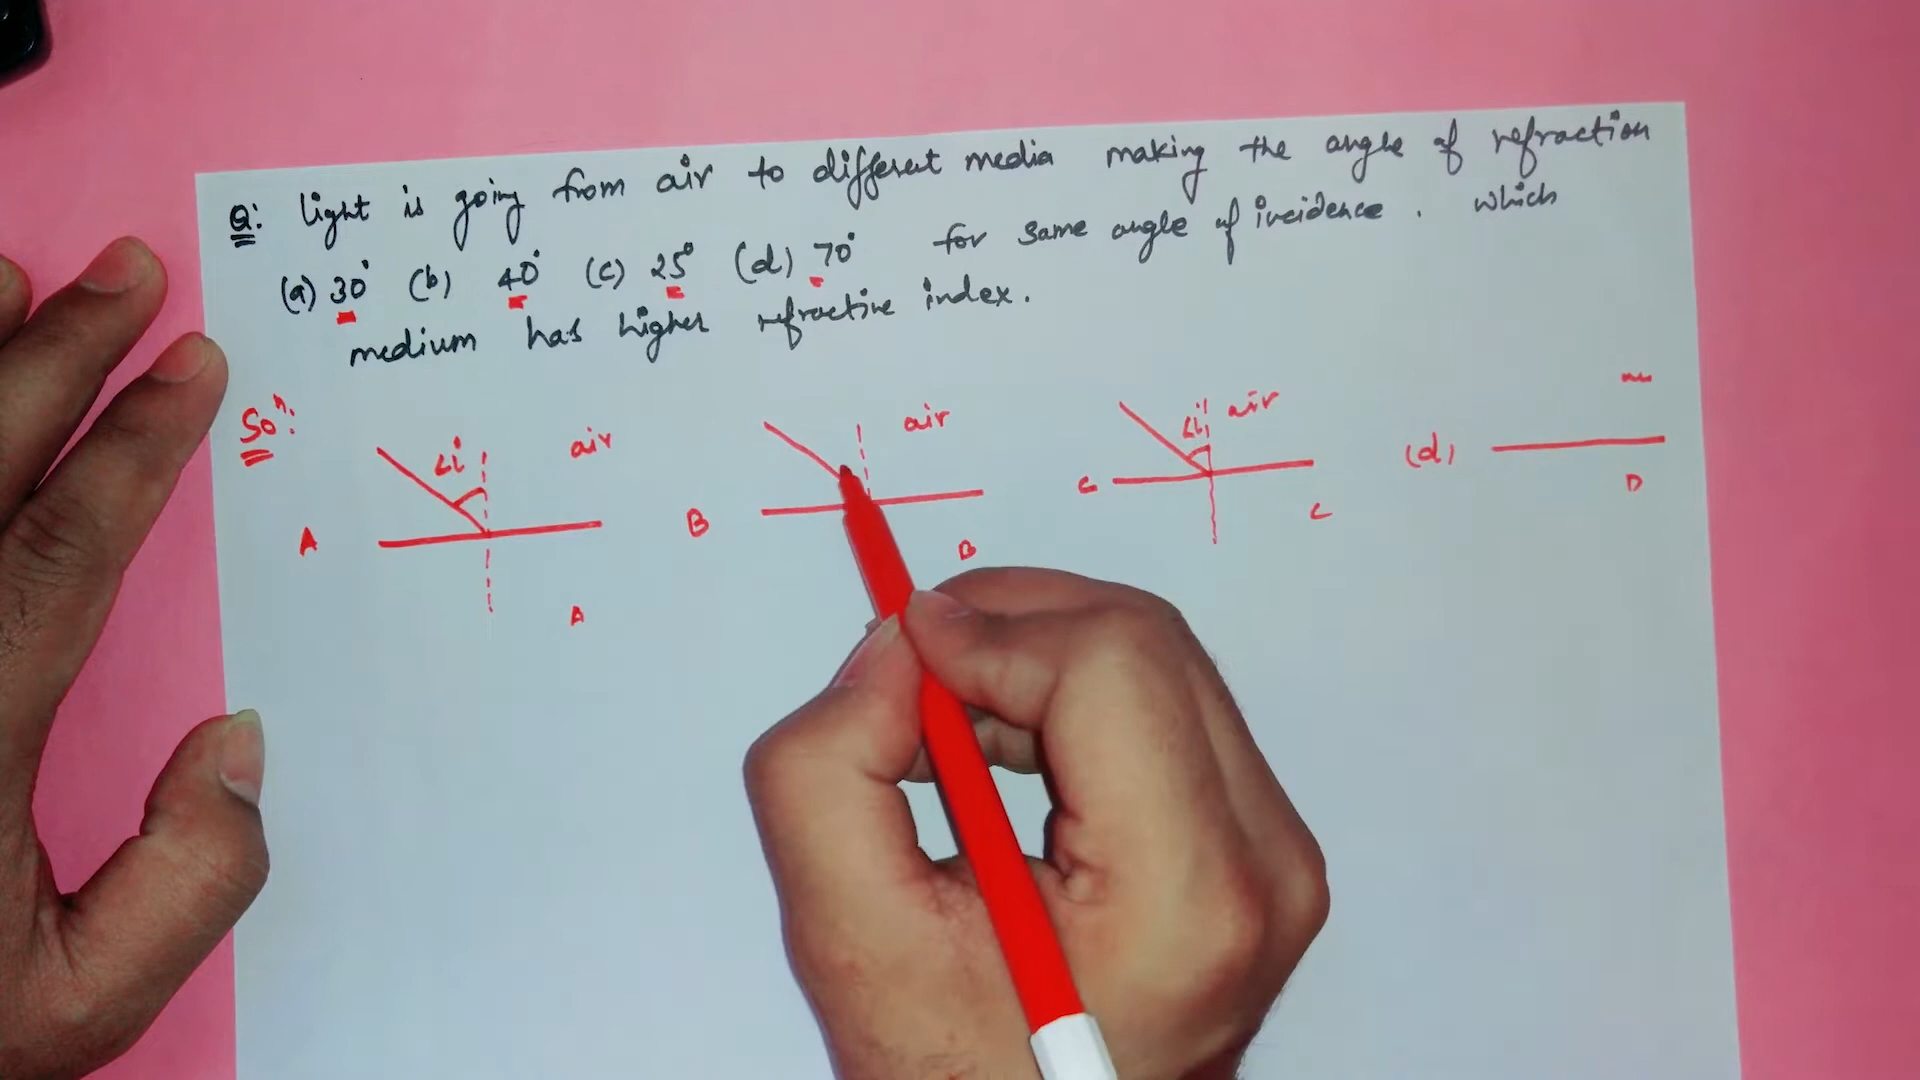 Q: Light is going from air to different media making the angle of refraction
(a) 30° (b) 40° (c) 25° (d) 70° for same angle of incidence. which
medium has higher refractive index.
Soⁿ:
A ∠i air A
B air B
C ∠i air C
(d) D